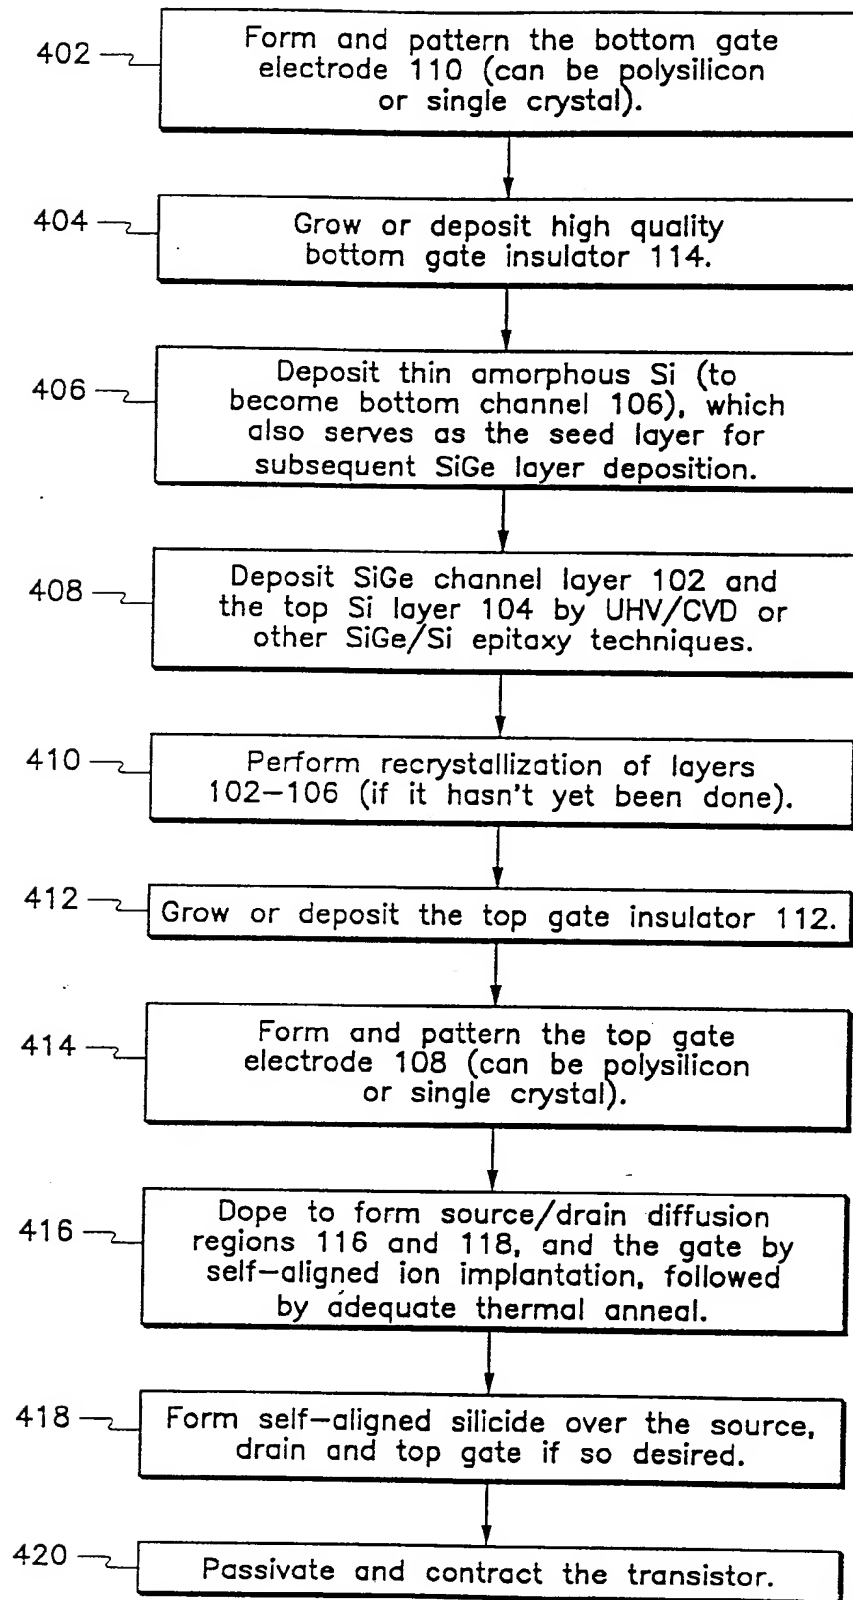 402
Form and pattern the bottom gate
electrode 110 (can be polysilicon
or single crystal).
404
Grow or deposit high quality
bottom gate insulator 114.
406
Deposit thin amorphous Si (to
become bottom channel 106), which
also serves as the seed layer for
subsequent SiGe layer deposition.
408
Deposit SiGe channel layer 102 and
the top Si layer 104 by UHV/CVD or
other SiGe/Si epitaxy techniques.
410
Perform recrystallization of layers
102-106 (if it hasn't yet been done).
412
Grow or deposit the top gate insulator 112.
414
Form and pattern the top gate
electrode 108 (can be polysilicon
or single crystal).
416
Dope to form source/drain diffusion
regions 116 and 118, and the gate by
self-aligned ion implantation, followed
by adequate thermal anneal.
418
Form self-aligned silicide over the source,
drain and top gate if so desired.
420
Passivate and contract the transistor.